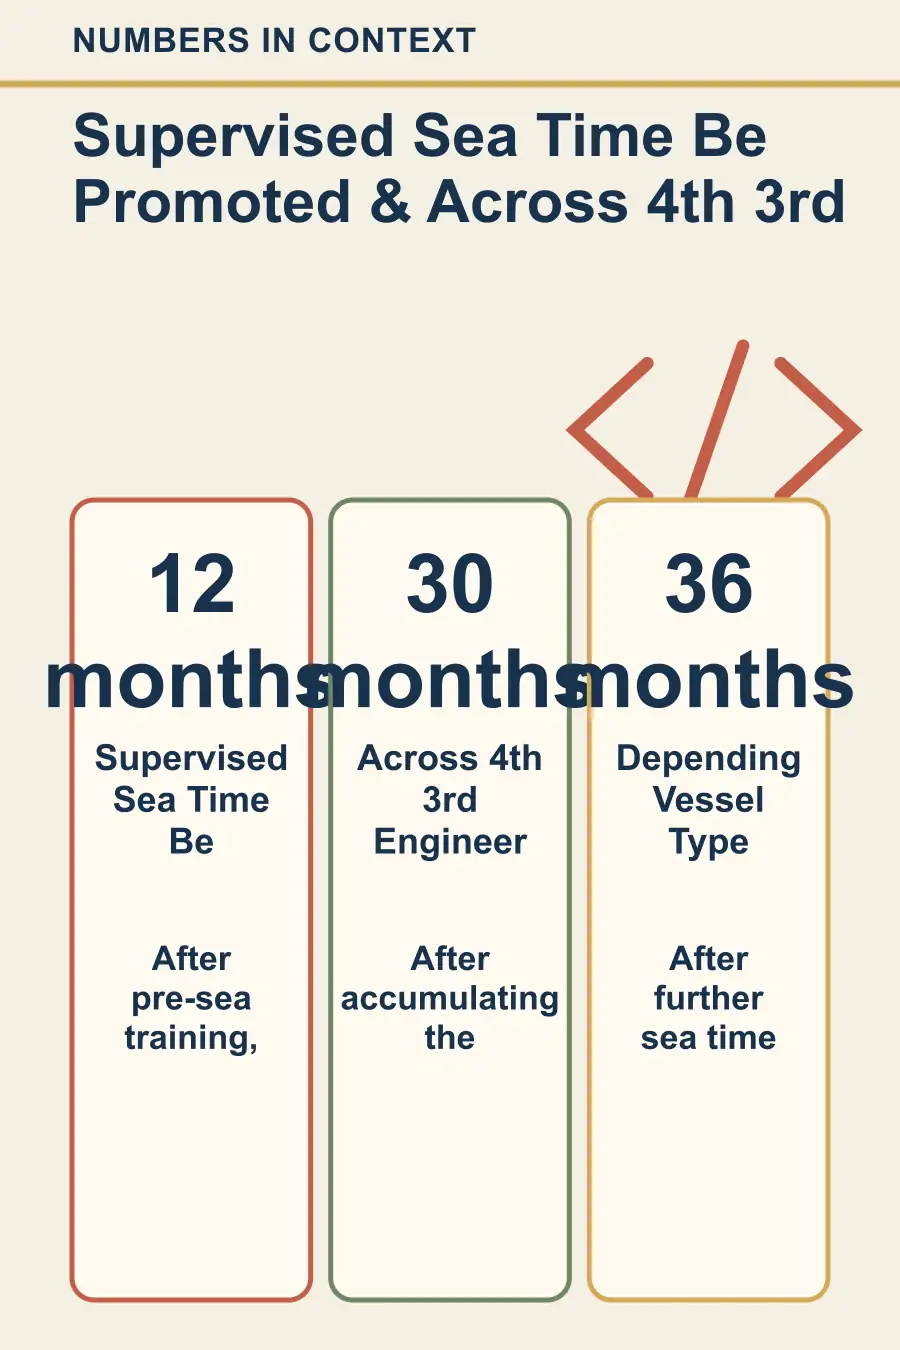 NUMBERS IN CONTEXT
Supervised Sea Time Be
Promoted & Across 4th 3rd
12
months
Supervised
Sea Time
Be
After
pre-sea
training,
30
months
Across 4th
3rd
Engineer
After
accumulating
the
36
months
Depending
Vessel
Type
After
further
sea time